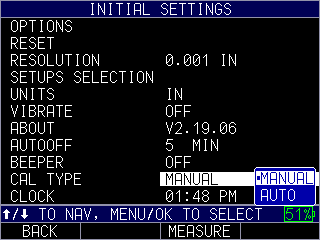 INITIAL SETTINGS
OPTIONS
RESET
RESOLUTION 0.001 IN
SETUPS SELECTION
UNITS IN
VIBRATE OFF
ABOUT V2.19.06
AUTOOFF 5 MIN
BEEPER OFF
CAL TYPE MANUAL MANUAL
CLOCK 01:48 PM AUTO
↑/↓ TO NAV, MENU/OK TO SELECT 51%
BACK MEASURE